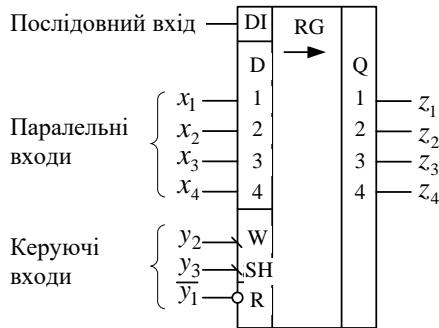 Послідовний вхід DI RG
D Q
x₁ 1 1 z₁
Паралельні входи x₂ 2 2 z₂
x₃ 3 3 z₃
x₄ 4 4 z₄
Керуючі входи y₂ W
y₃ SH
y̅₁ R